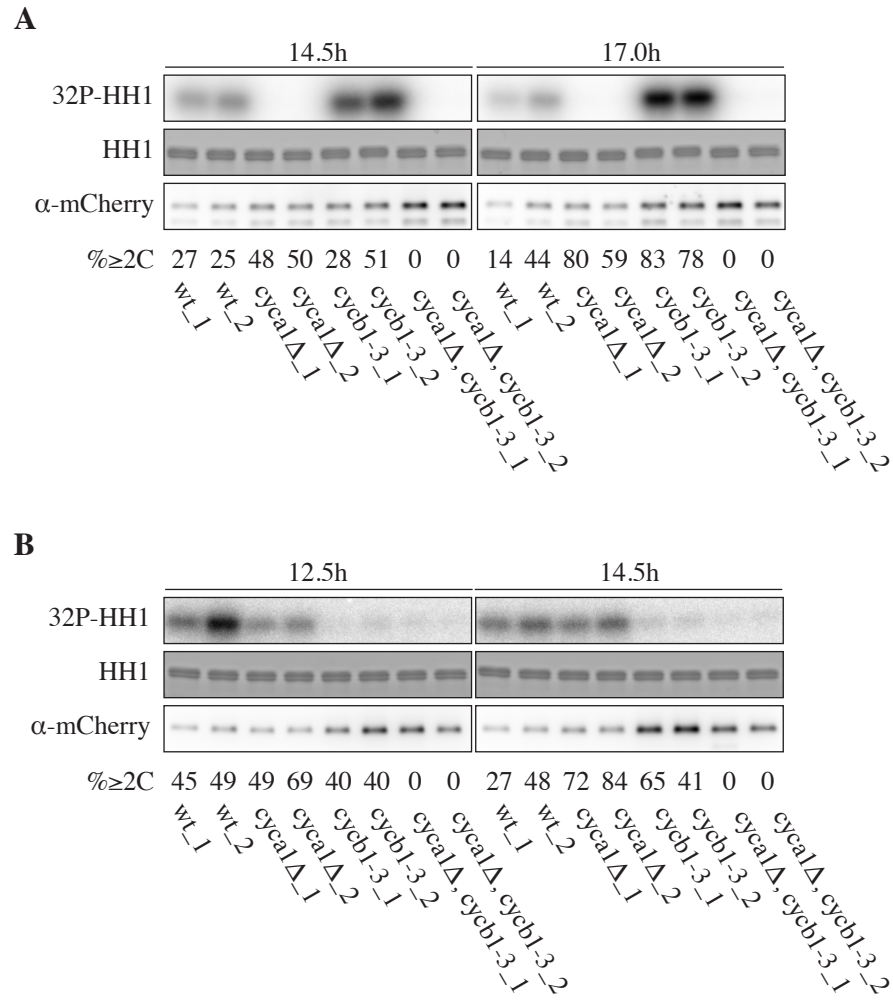 A
14.5h 17.0h
32P-HH1
HH1
α-mCherry
%≥2C 27 25 48 50 28 51 0 0 14 44 80 59 83 78 0 0
wt_1 wt_2 cyca1Δ_1 cyca1Δ_2 cycb1-3_1 cycb1-3_2 cyca1Δ, cycb1-3_1 cyca1Δ, cycb1-3_2 wt_1 wt_2 cyca1Δ_1 cyca1Δ_2 cycb1-3_1 cycb1-3_2 cyca1Δ, cycb1-3_1 cyca1Δ, cycb1-3_2
B
12.5h 14.5h
32P-HH1
HH1
α-mCherry
%≥2C 45 49 49 69 40 40 0 0 27 48 72 84 65 41 0 0
wt_1 wt_2 cyca1Δ_1 cyca1Δ_2 cycb1-3_1 cycb1-3_2 cyca1Δ, cycb1-3_1 cyca1Δ, cycb1-3_2 wt_1 wt_2 cyca1Δ_1 cyca1Δ_2 cycb1-3_1 cycb1-3_2 cyca1Δ, cycb1-3_1 cyca1Δ, cycb1-3_2